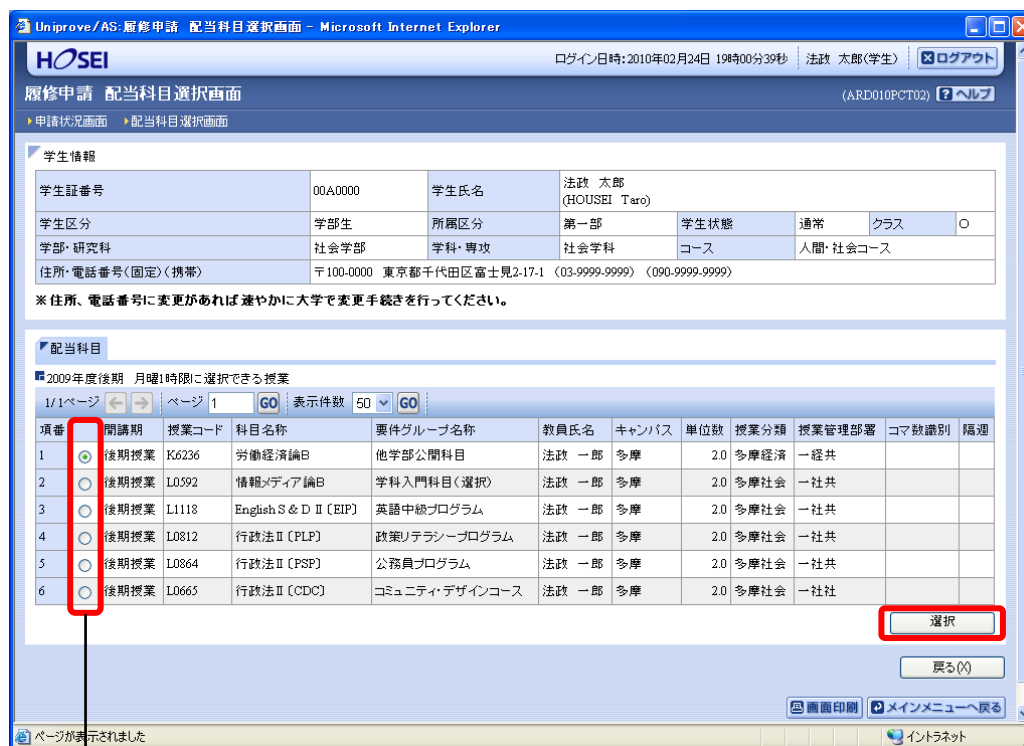 Uniprove/AS:履修申請 配当科目選択画面 - Microsoft Internet Explorer
HOSEI ログイン日時:2010年02月24日 19時00分39秒 法政 太郎(学生) ログアウト
履修申請 配当科目選択画面 (ARD010PCT02) ? ヘルプ
申請状況画面 配当科目選択画面
学生情報
学生証番号 00A0000 学生氏名 法政 太郎
(HOUSEI Taro)
学生区分 学部生 所属区分 第一部 学生状態 通常 クラス O
学部・研究科 社会学部 学科・専攻 社会学科 コース 人間・社会コース
住所・電話番号(固定)(携帯) 〒100-0000 東京都千代田区富士見2-17-1 (03-9999-9999) (090-9999-9999)
※住所、電話番号に変更があれば速やかに大学で変更手続きを行ってください。
配当科目
2009年度後期 月曜1時限に選択できる授業
1/1ページ ページ 1 GO 表示件数 50 GO
項番 開講期 授業コード 科目名称 要件グループ名称 教員氏名 キャンパス 単位数 授業分類 授業管理部署 コマ数識別 隔週
1 後期授業 K6236 労働経済論B 他学部公開科目 法政 一郎 多摩 2.0 多摩経済 一経共
2 後期授業 L0592 情報メディア論B 学科入門科目(選択) 法政 一郎 多摩 2.0 多摩社会 一社共
3 後期授業 L1118 English S & D II〔EIP〕 英語中級プログラム 法政 一郎 多摩 2.0 多摩社会 一社共
4 後期授業 L0812 行政法II〔PLP〕 政策リテラシープログラム 法政 一郎 多摩 2.0 多摩社会 一社共
5 後期授業 L0864 行政法II〔PSP〕 公務員プログラム 法政 一郎 多摩 2.0 多摩社会 一社共
6 後期授業 L0665 行政法II〔CDC〕 コミュニティ・デザインコース 法政 一郎 多摩 2.0 多摩社会 一社社
選択
戻る(X)
画面印刷 メインメニューへ戻る
ページが表示されました イントラネット